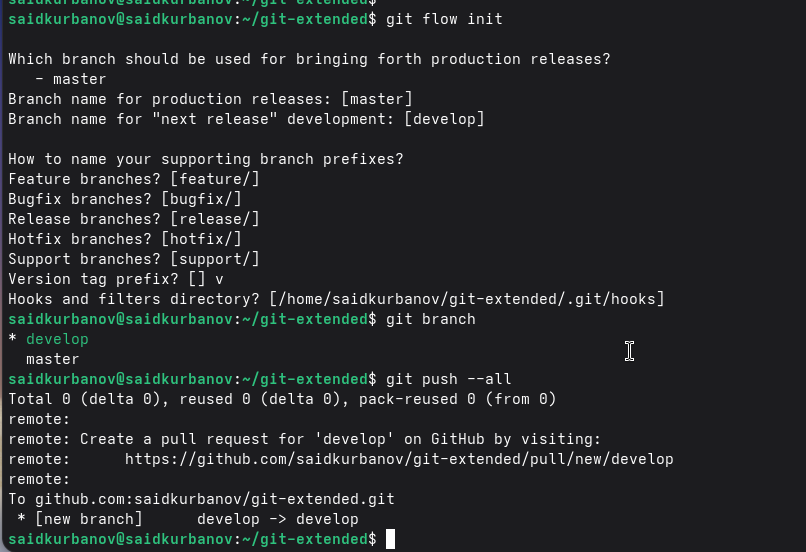 saidkurbanov@saidkurbanov:~/git-extended$
saidkurbanov@saidkurbanov:~/git-extended$ git flow init

Which branch should be used for bringing forth production releases?
   - master
Branch name for production releases: [master]
Branch name for "next release" development: [develop]

How to name your supporting branch prefixes?
Feature branches? [feature/]
Bugfix branches? [bugfix/]
Release branches? [release/]
Hotfix branches? [hotfix/]
Support branches? [support/]
Version tag prefix? [] v
Hooks and filters directory? [/home/saidkurbanov/git-extended/.git/hooks]
saidkurbanov@saidkurbanov:~/git-extended$ git branch
* develop
  master
saidkurbanov@saidkurbanov:~/git-extended$ git push --all
Total 0 (delta 0), reused 0 (delta 0), pack-reused 0 (from 0)
remote:
remote: Create a pull request for 'develop' on GitHub by visiting:
remote:      https://github.com/saidkurbanov/git-extended/pull/new/develop
remote:
To github.com:saidkurbanov/git-extended.git
 * [new branch]      develop -> develop
saidkurbanov@saidkurbanov:~/git-extended$